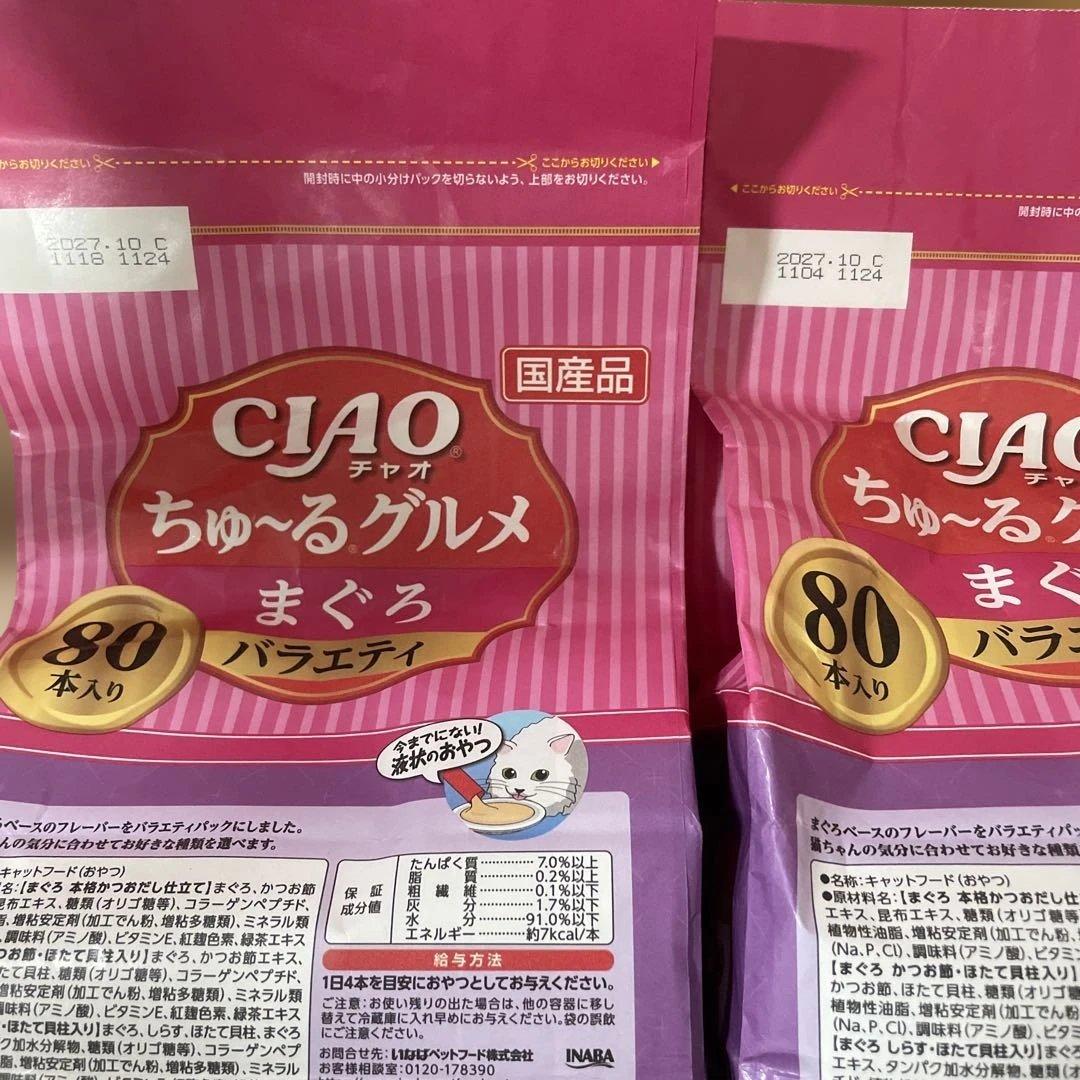 からお切りください
ここからお切りください
開封時に中の小分けパックを切らないよう、上部をお切りください。
2027.10 C
1118 1124
国産品
CIAO®
チャオ
ちゅ～る®グルメ
まぐろ
バラエティ
80
本入り
今までにない!
液状のおやつ
ベースのフレーバーをバラエティパックにしました。
んの気分に合わせてお好きな種類を選べます。
キャットフード(おやつ)
名:【まぐろ 本格かつおだし仕立て】まぐろ、かつお節
昆布エキス、糖類(オリゴ糖等)、コラーゲンペプチド、
脂、増粘安定剤(加工でん粉、増粘多糖類)、ミネラル類
、調味料(アミノ酸)、ビタミンE、紅麹色素、緑茶エキス
つお節・ほたて貝柱入り】まぐろ、かつお節エキス、
たて貝柱、糖類(オリゴ糖等)、コラーゲンペプチド、
増粘安定剤(加工でん粉、増粘多糖類)、ミネラル類
調味料(アミノ酸)、ビタミンE、紅麹色素、緑茶エキス
・ほたて貝柱入り】まぐろ、しらす、ほたて貝柱、まぐろ
ク加水分解物、糖類(オリゴ糖等)、コラーゲンペプ
脂、増粘安定剤(加工でん粉、増粘多糖類)、ミネラル
保証
成分値
たんぱく質 7.0%以上
脂質 0.2%以上
粗繊維 0.1%以下
灰分 1.7%以下
水分 91.0%以下
エネルギー 約7kcal/本
給与方法
1日4本を目安におやつとしてお与えください。
ご注意:お使い残りの出た場合は、他の容器に移し
替えて冷蔵庫に入れ早めにお与えください。袋の誤飲
にご注意ください。
お問合せ先:いなばペットフード株式会社
お客様相談室:0120-178390
INABA
ここからお切りください
開封時に中の
2027.10 C
1104 1124
CIAO
チャ
ちゅ～る®グ
まぐ
バラエ
80
本入り
まぐろベースのフレーバーをバラエティパッ
猫ちゃんの気分に合わせてお好きな種類
●名称:キャットフード(おやつ)
●原材料名:【まぐろ 本格かつおだし仕
エキス、昆布エキス、糖類(オリゴ糖等
植物性油脂、増粘安定剤(加工でん粉、
(Na、P、Cl)、調味料(アミノ酸)、ビタミ
【まぐろ かつお節・ほたて貝柱入り】
かつお節、ほたて貝柱、糖類(オリゴ糖
植物性油脂、増粘安定剤(加工でん粉
(Na、P、Cl)、調味料(アミノ酸)、ビタミ
【まぐろ しらす・ほたて貝柱入り】まぐ
エキス、タンパク加水分解物、糖類(オ